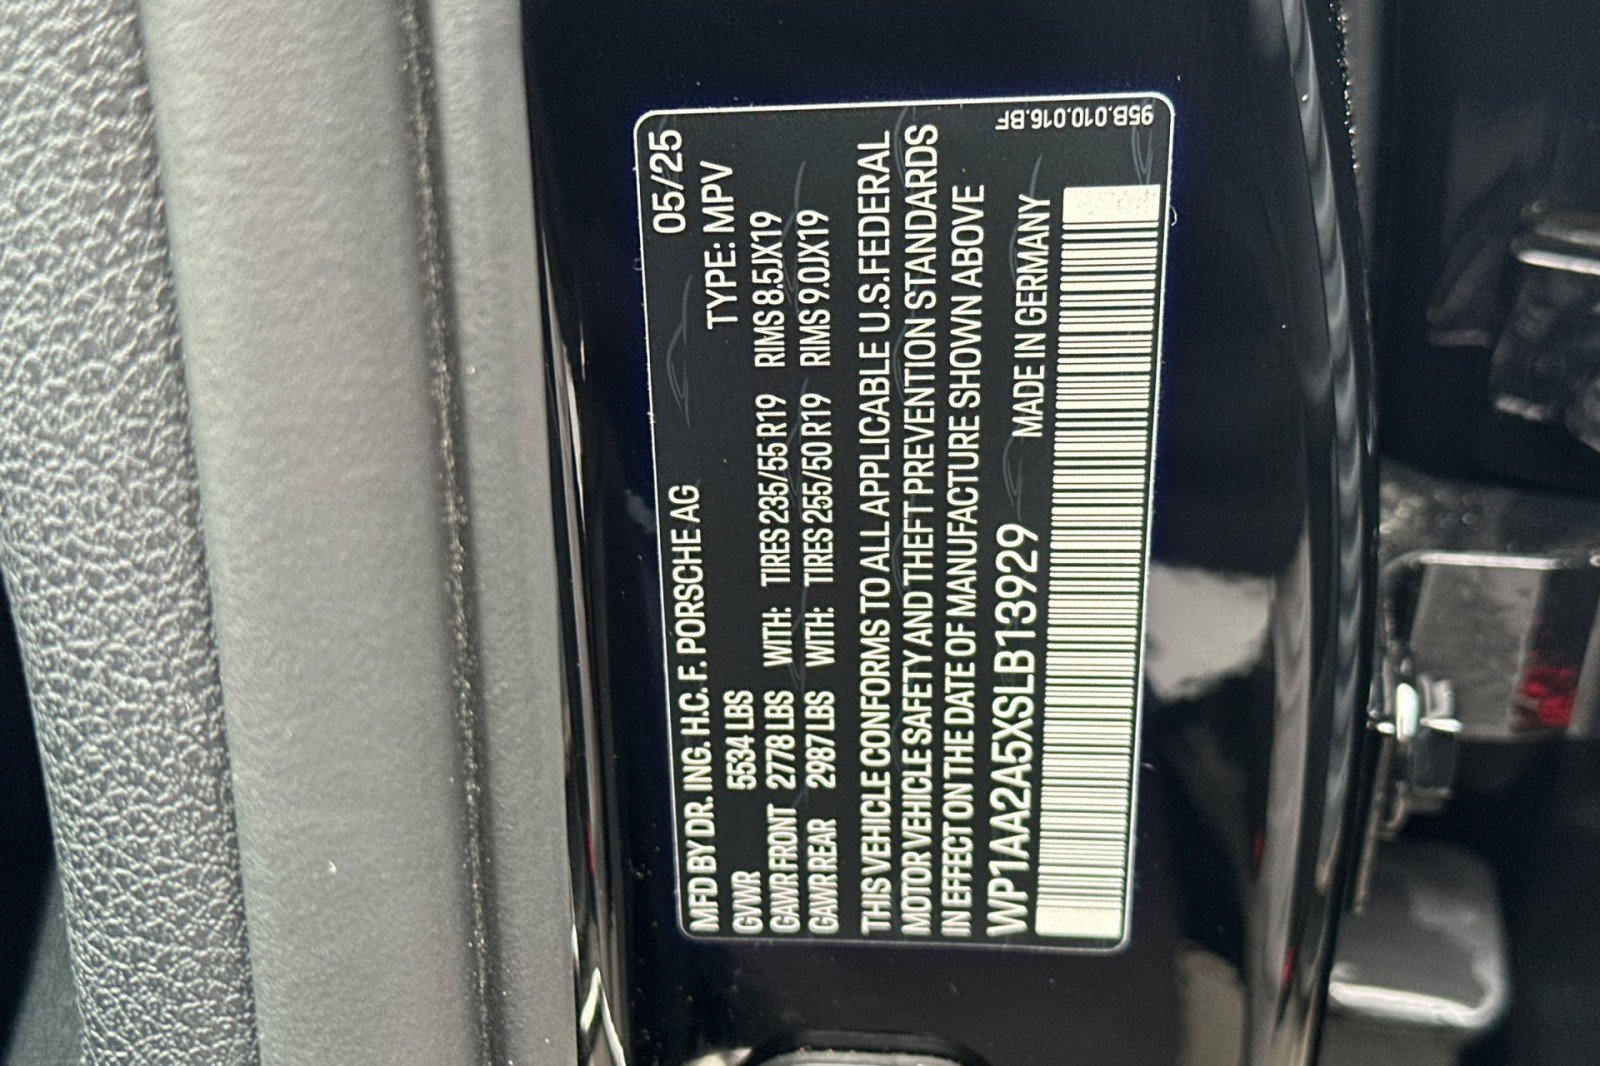 MFD BY DR. ING. H.C. F. PORSCHE AG 05/25
GVWR 5534 LBS TYPE: MPV
GAWR FRONT 2778 LBS WITH: TIRES 235/55 R19 RIMS 8.5JX19
GAWR REAR 2987 LBS WITH: TIRES 255/50 R19 RIMS 9.0JX19
THIS VEHICLE CONFORMS TO ALL APPLICABLE U.S. FEDERAL
MOTOR VEHICLE SAFETY AND THEFT PREVENTION STANDARDS
IN EFFECT ON THE DATE OF MANUFACTURE SHOWN ABOVE
WP1AA2A5XSLB13929 MADE IN GERMANY
95B.010.016.BF